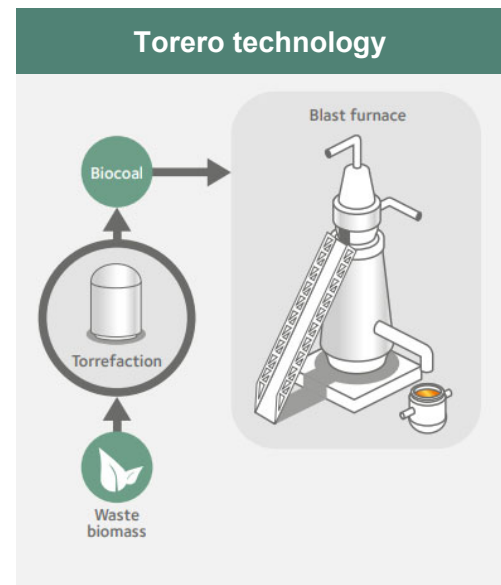 Torero technology
Blast furnace
Biocoal
Torrefaction
Waste
biomass